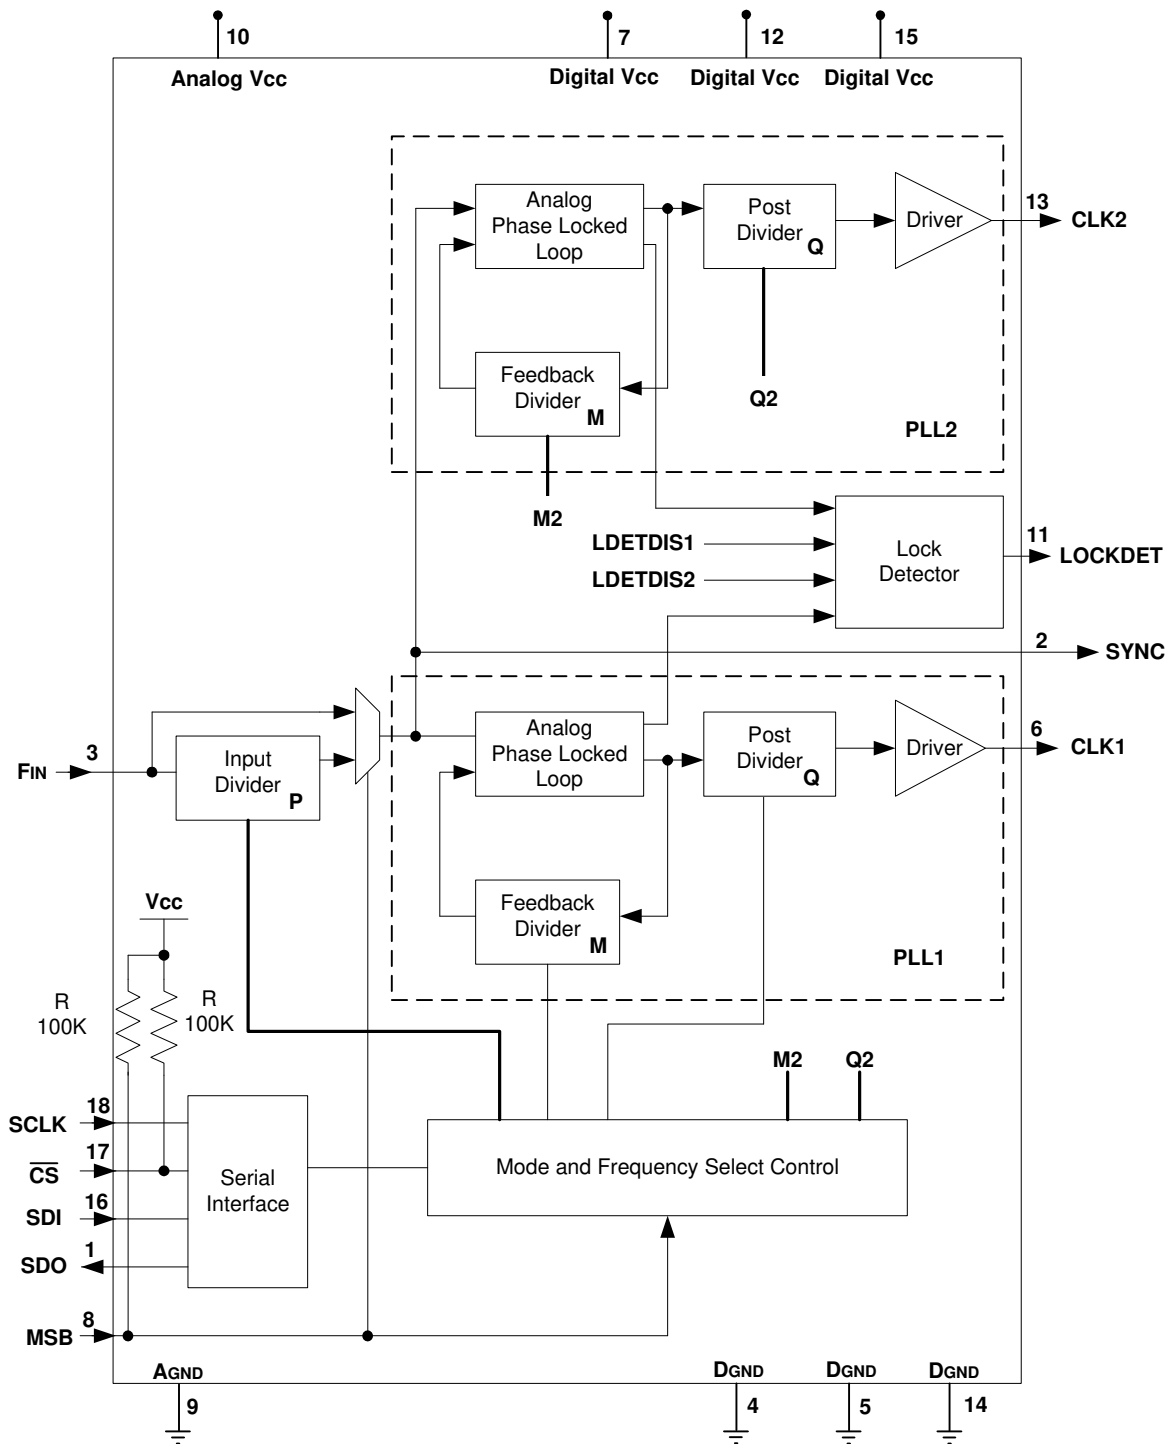 10
7
12
15
Analog Vcc
Digital Vcc
Digital Vcc
Digital Vcc
Analog
Phase Locked
Loop
Post
Divider
Q
Driver
13
CLK2
Feedback
Divider
M
Q2
PLL2
M2
LDETDIS1
LDETDIS2
Lock
Detector
11
LOCKDET
2
SYNC
FIN
3
Input
Divider
P
Analog
Phase Locked
Loop
Post
Divider
Q
Driver
6
CLK1
Feedback
Divider
M
PLL1
Vcc
R
100K
R
100K
M2
Q2
SCLK
18
CS
17
SDI
16
SDO
1
MSB
8
Serial
Interface
Mode and Frequency Select Control
AGND
9
DGND
4
DGND
5
DGND
14